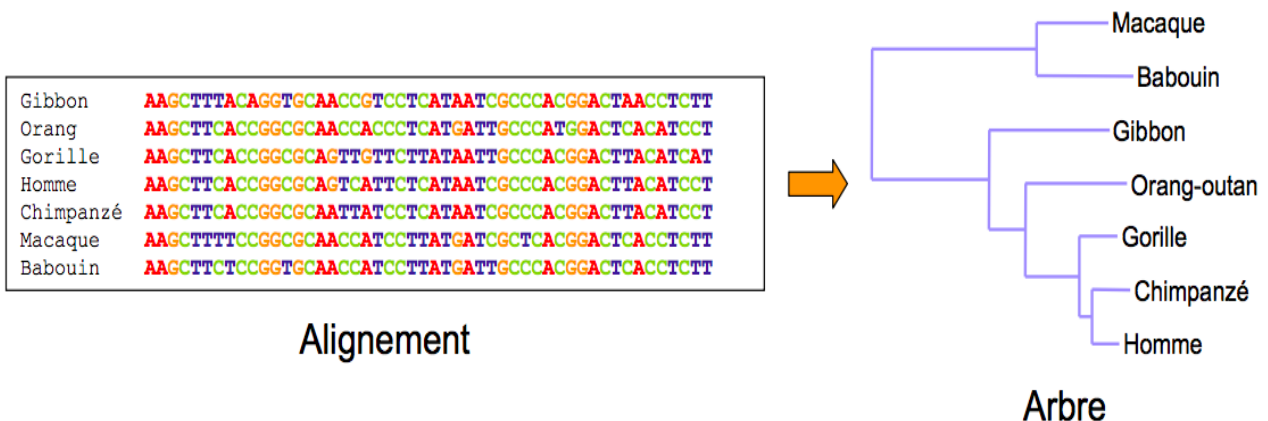 Gibbon AAGCTTTACAGGTGCAACCGTCCTCATAATCGCCCACGGACTAACCTCTT
Orang AAGCTTCACCGGCGCAACCACCCTCATGATTGCCCATGGACTCACATCCT
Gorille AAGCTTCACCGGCGCAGTTGTTCTTATAATTGCCCACGGACTTACATCAT
Homme AAGCTTCACCGGCGCAGTCATTCTCATAATCGCCCACGGACTTACATCCT
Chimpanzé AAGCTTCACCGGCGCAATTATCCTCATAATCGCCCACGGACTTACATCCT
Macaque AAGCTTTTCCGGCGCAACCATCCTTATGATCGCTCACGGACTCACCTCTT
Babouin AAGCTTCTCCGGTGCAACCATCCTTATGATTGCCCACGGACTCACCTCTT
Alignement
Macaque
Babouin
Gibbon
Orang-outan
Gorille
Chimpanzé
Homme
Arbre